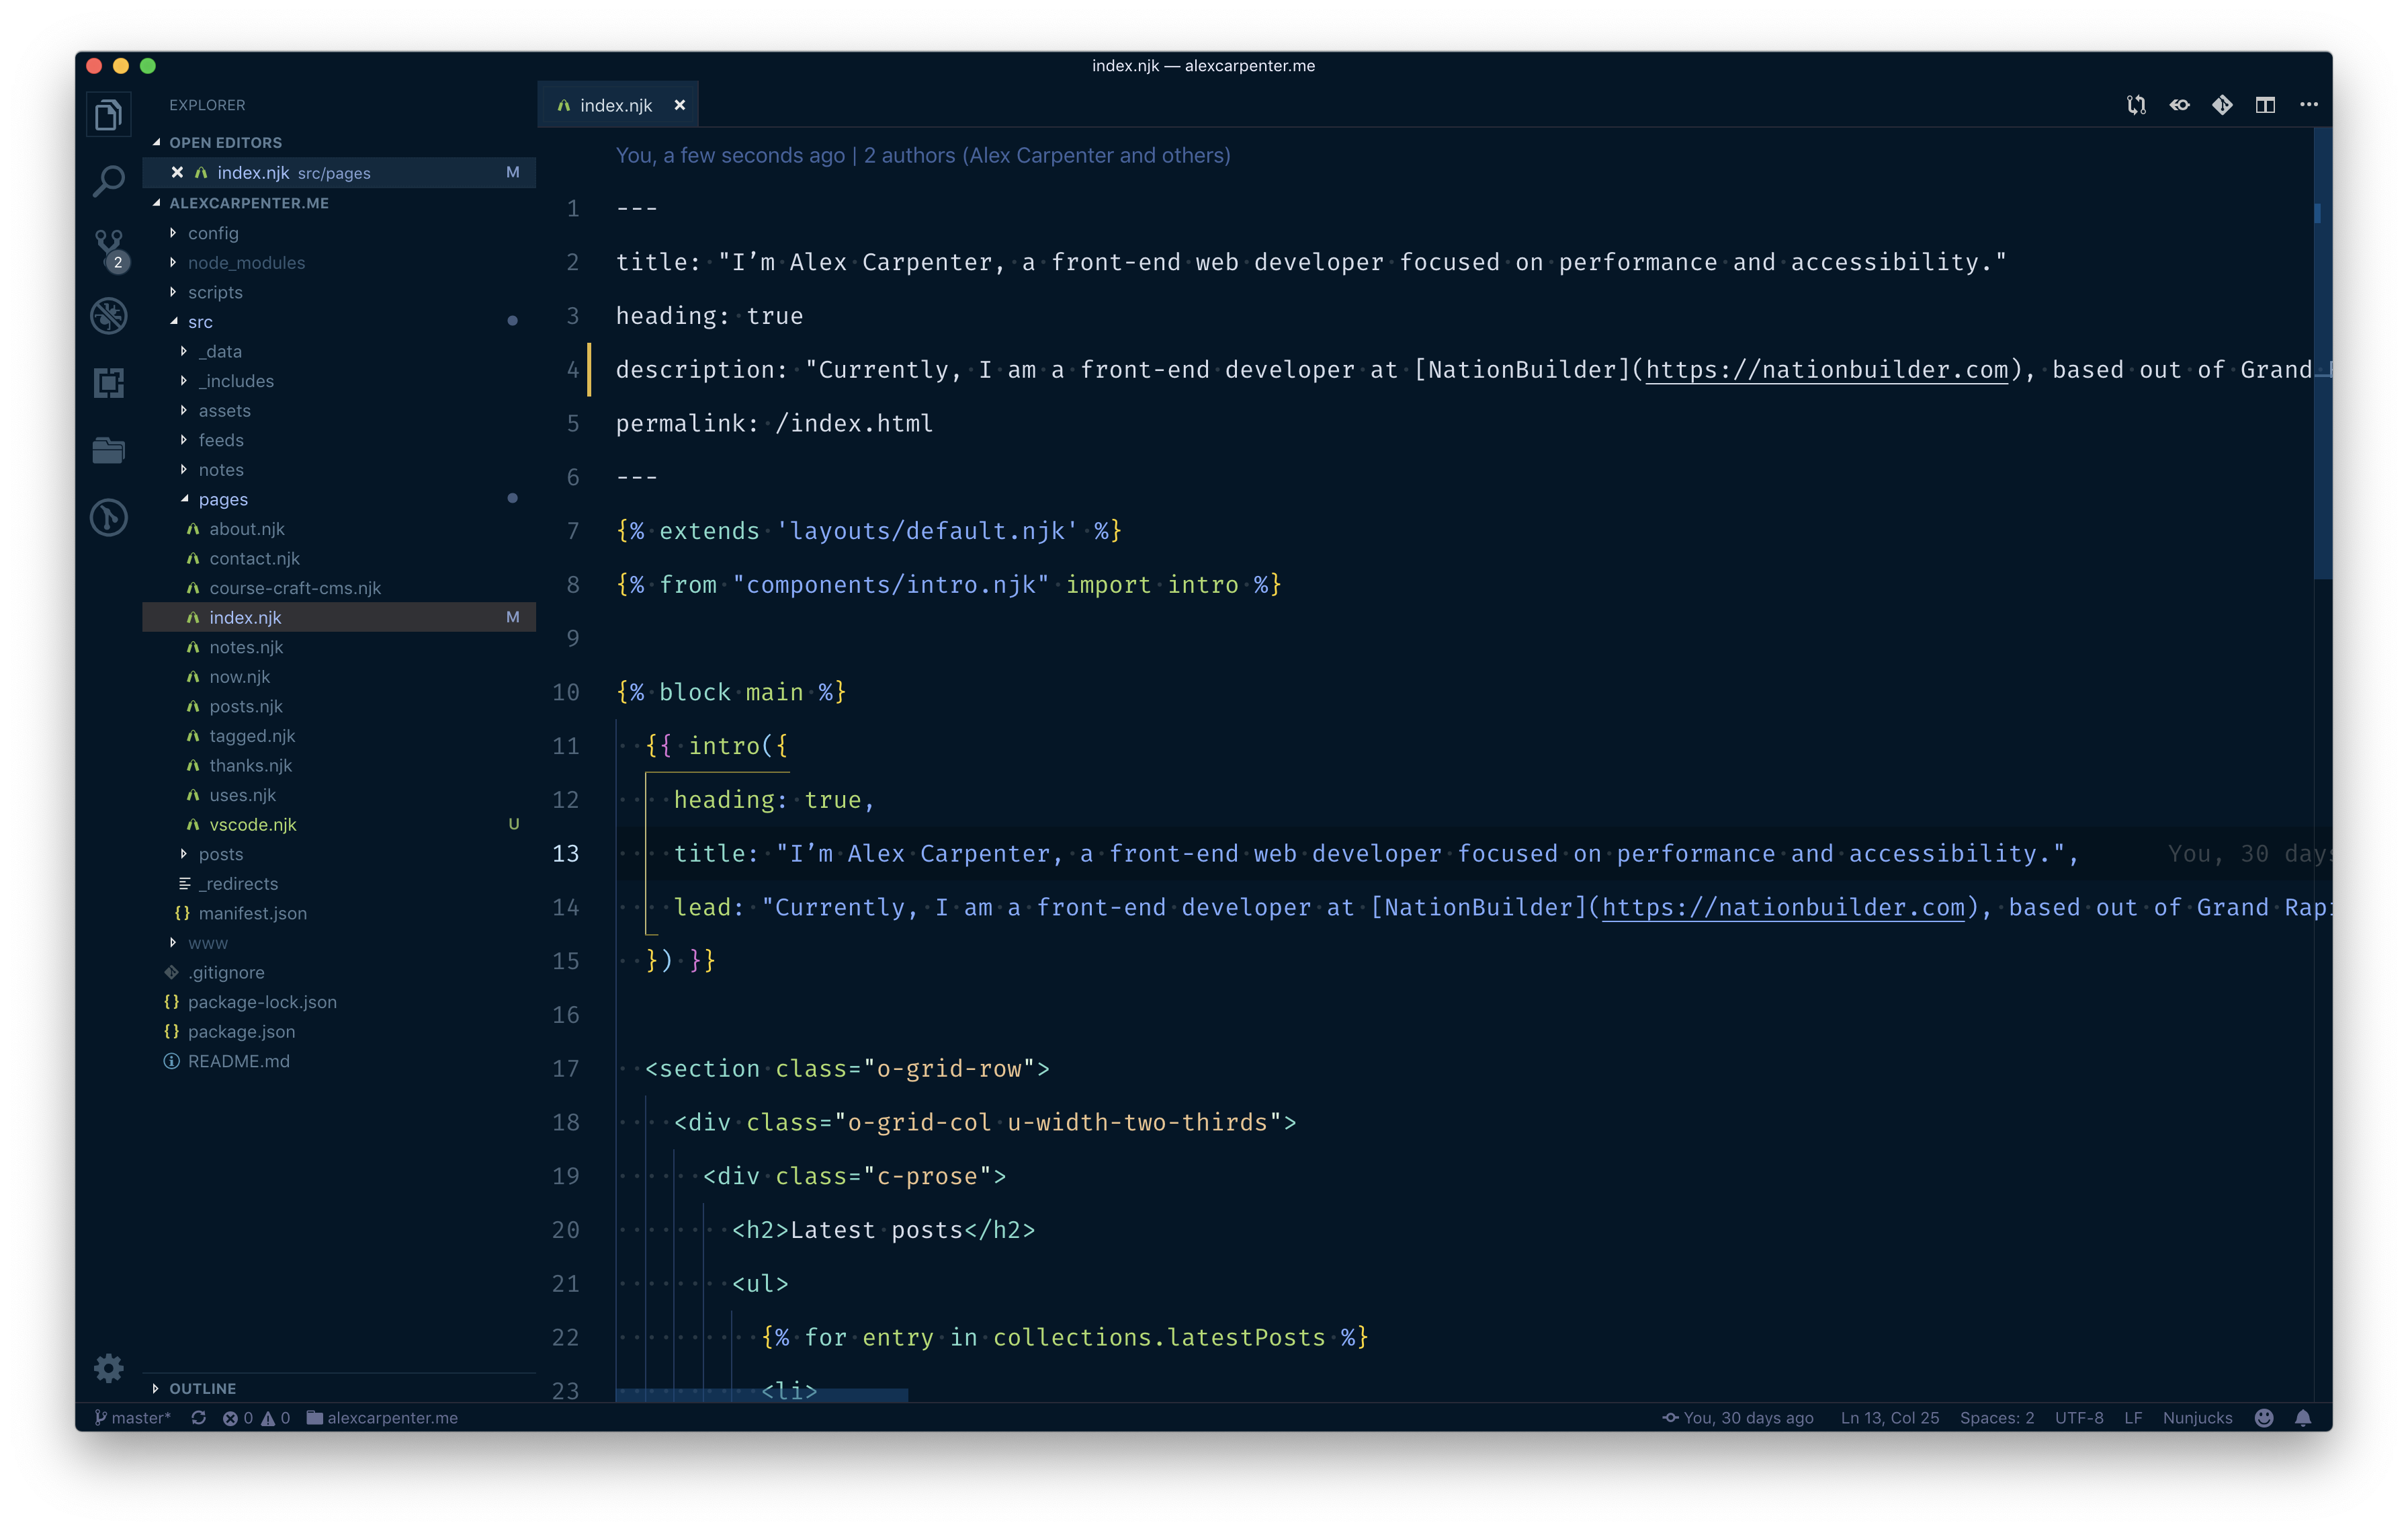 index.njk — alexcarpenter.me
EXPLORER
OPEN EDITORS
index.njk src/pages M
ALEXCARPENTER.ME
config
node_modules
scripts
src
_data
_includes
assets
feeds
notes
pages
about.njk
contact.njk
course-craft-cms.njk
index.njk M
notes.njk
now.njk
posts.njk
tagged.njk
thanks.njk
uses.njk
vscode.njk U
posts
_redirects
manifest.json
www
.gitignore
package-lock.json
package.json
README.md
OUTLINE
2
index.njk
You, a few seconds ago | 2 authors (Alex Carpenter and others)
1 ---
2 title: "I’m Alex Carpenter, a front-end web developer focused on performance and accessibility."
3 heading: true
4 description: "Currently, I am a front-end developer at [NationBuilder](https://nationbuilder.com), based out of Grand
5 permalink: /index.html
6 ---
7 {% extends 'layouts/default.njk' %}
8 {% from "components/intro.njk" import intro %}
9
10 {% block main %}
11 {{ intro({
12 heading: true,
13 title: "I’m Alex Carpenter, a front-end web developer focused on performance and accessibility.", You, 30 days
14 lead: "Currently, I am a front-end developer at [NationBuilder](https://nationbuilder.com), based out of Grand Rapi
15 }) }}
16
17 <section class="o-grid-row">
18 <div class="o-grid-col u-width-two-thirds">
19 <div class="c-prose">
20 <h2>Latest posts</h2>
21 <ul>
22 {% for entry in collections.latestPosts %}
23 <li>
master* 0 0 alexcarpenter.me You, 30 days ago Ln 13, Col 25 Spaces: 2 UTF-8 LF Nunjucks